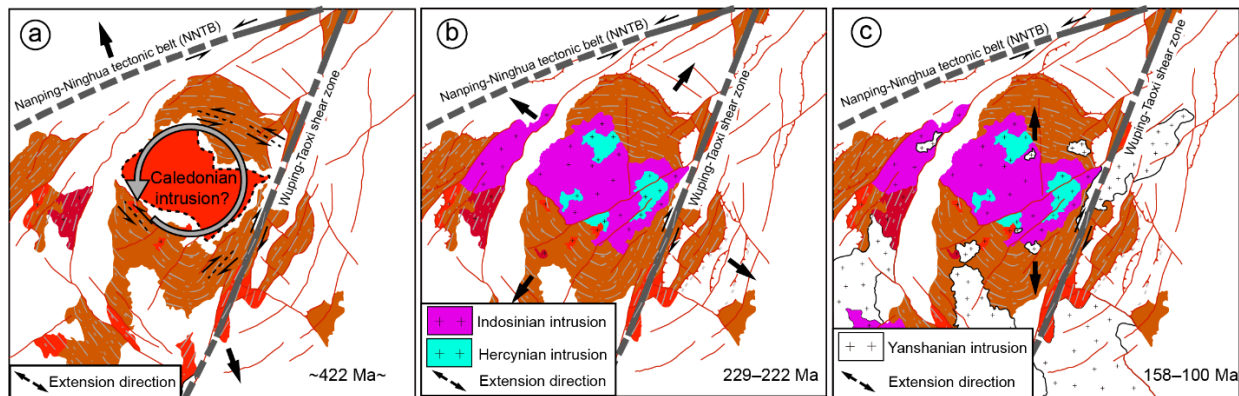 a
Nanping-Ninghua tectonic belt (NNTB)
Wuping-Taoxi shear zone
Caledonian
intrusion?
Extension direction
~422 Ma~
b
Nanping-Ninghua tectonic belt (NNTB)
Wuping-Taoxi shear zone
Indosinian intrusion
Hercynian intrusion
Extension direction
229–222 Ma
c
Nanping-Ninghua tectonic belt (NNTB)
Wuping-Taoxi shear zone
Yanshanian intrusion
Extension direction
158–100 Ma